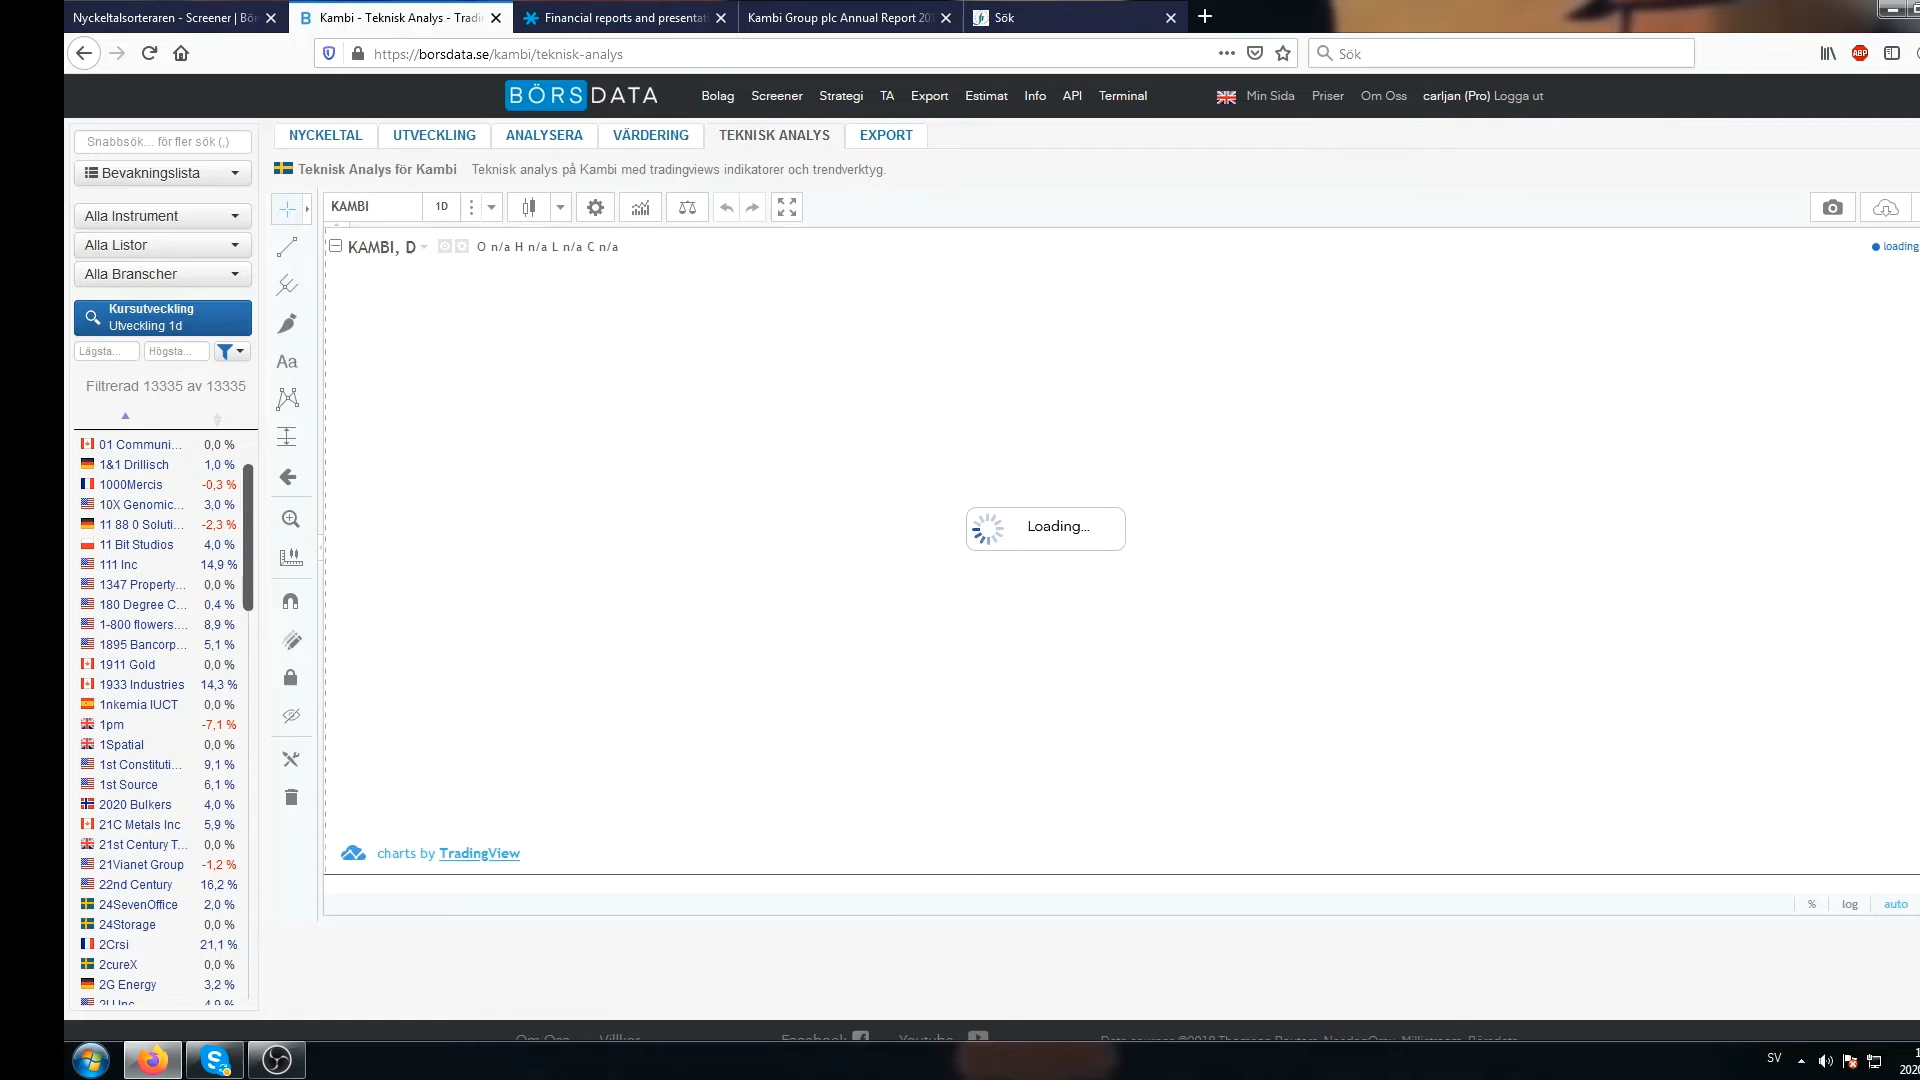 Nyckeltalsorteraren - Screener | Bör
Kambi - Teknisk Analys - Tradi
Financial reports and presentat
Kambi Group plc Annual Report 20
Sök
https://borsdata.se/kambi/teknisk-analys
Sök
ABP
BÖRSDATA
Bolag Screener Strategi TA Export Estimat Info API Terminal Min Sida Priser Om Oss carljan (Pro) Logga ut
Snabbsök... för fler sök (,)
NYCKELTAL UTVECKLING ANALYSERA VÄRDERING TEKNISK ANALYS EXPORT
Bevakningslista
Teknisk Analys för Kambi Teknisk analys på Kambi med tradingviews indikatorer och trendverktyg.
Alla Instrument
Alla Listor
Alla Branscher
Kursutveckling
Utveckling 1d
Lägsta... Högsta...
Filtrerad 13335 av 13335
KAMBI 1D
KAMBI, D O n/a H n/a L n/a C n/a
loading
Aa
01 Communi... 0,0 %
1&1 Drillisch 1,0 %
1000Mercis -0,3 %
10X Genomic... 3,0 %
11 88 0 Soluti... -2,3 %
11 Bit Studios 4,0 %
111 Inc 14,9 %
1347 Property... 0,0 %
180 Degree C... 0,4 %
1-800 flowers.... 8,9 %
1895 Bancorp... 5,1 %
1911 Gold 0,0 %
1933 Industries 14,3 %
1nkemia IUCT 0,0 %
1pm -7,1 %
1Spatial 0,0 %
1st Constituti... 9,1 %
1st Source 6,1 %
2020 Bulkers 4,0 %
21C Metals Inc 5,9 %
21st Century T... 0,0 %
21Vianet Group -1,2 %
22nd Century 16,2 %
24SevenOffice 2,0 %
24Storage 0,0 %
2Crsi 21,1 %
2cureX 0,0 %
2G Energy 3,2 %
2U Inc 4,9 %
Loading...
charts by TradingView
% log auto
Om Oss Villkor Facebook Youtube
SV